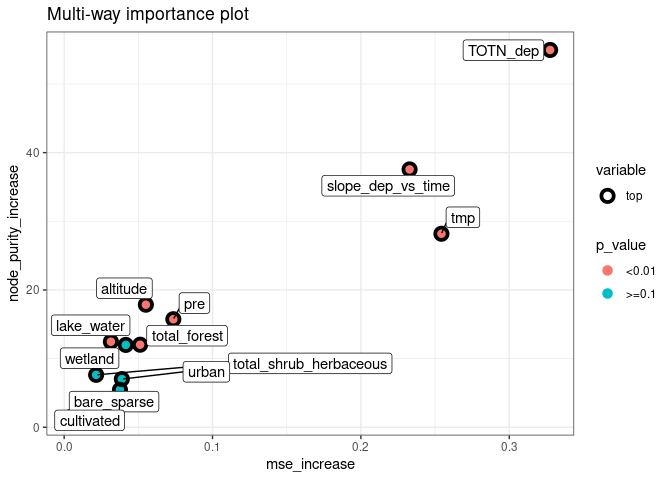 Multi-way importance plot
TOTN_dep
slope_dep_vs_time
tmp
altitude
pre
lake_water
total_forest
wetland
total_shrub_herbaceous
urban
bare_sparse
cultivated
40
20
0
0.0
0.1
0.2
0.3
mse_increase
node_purity_increase
variable
top
p_value
<0.01
>=0.1